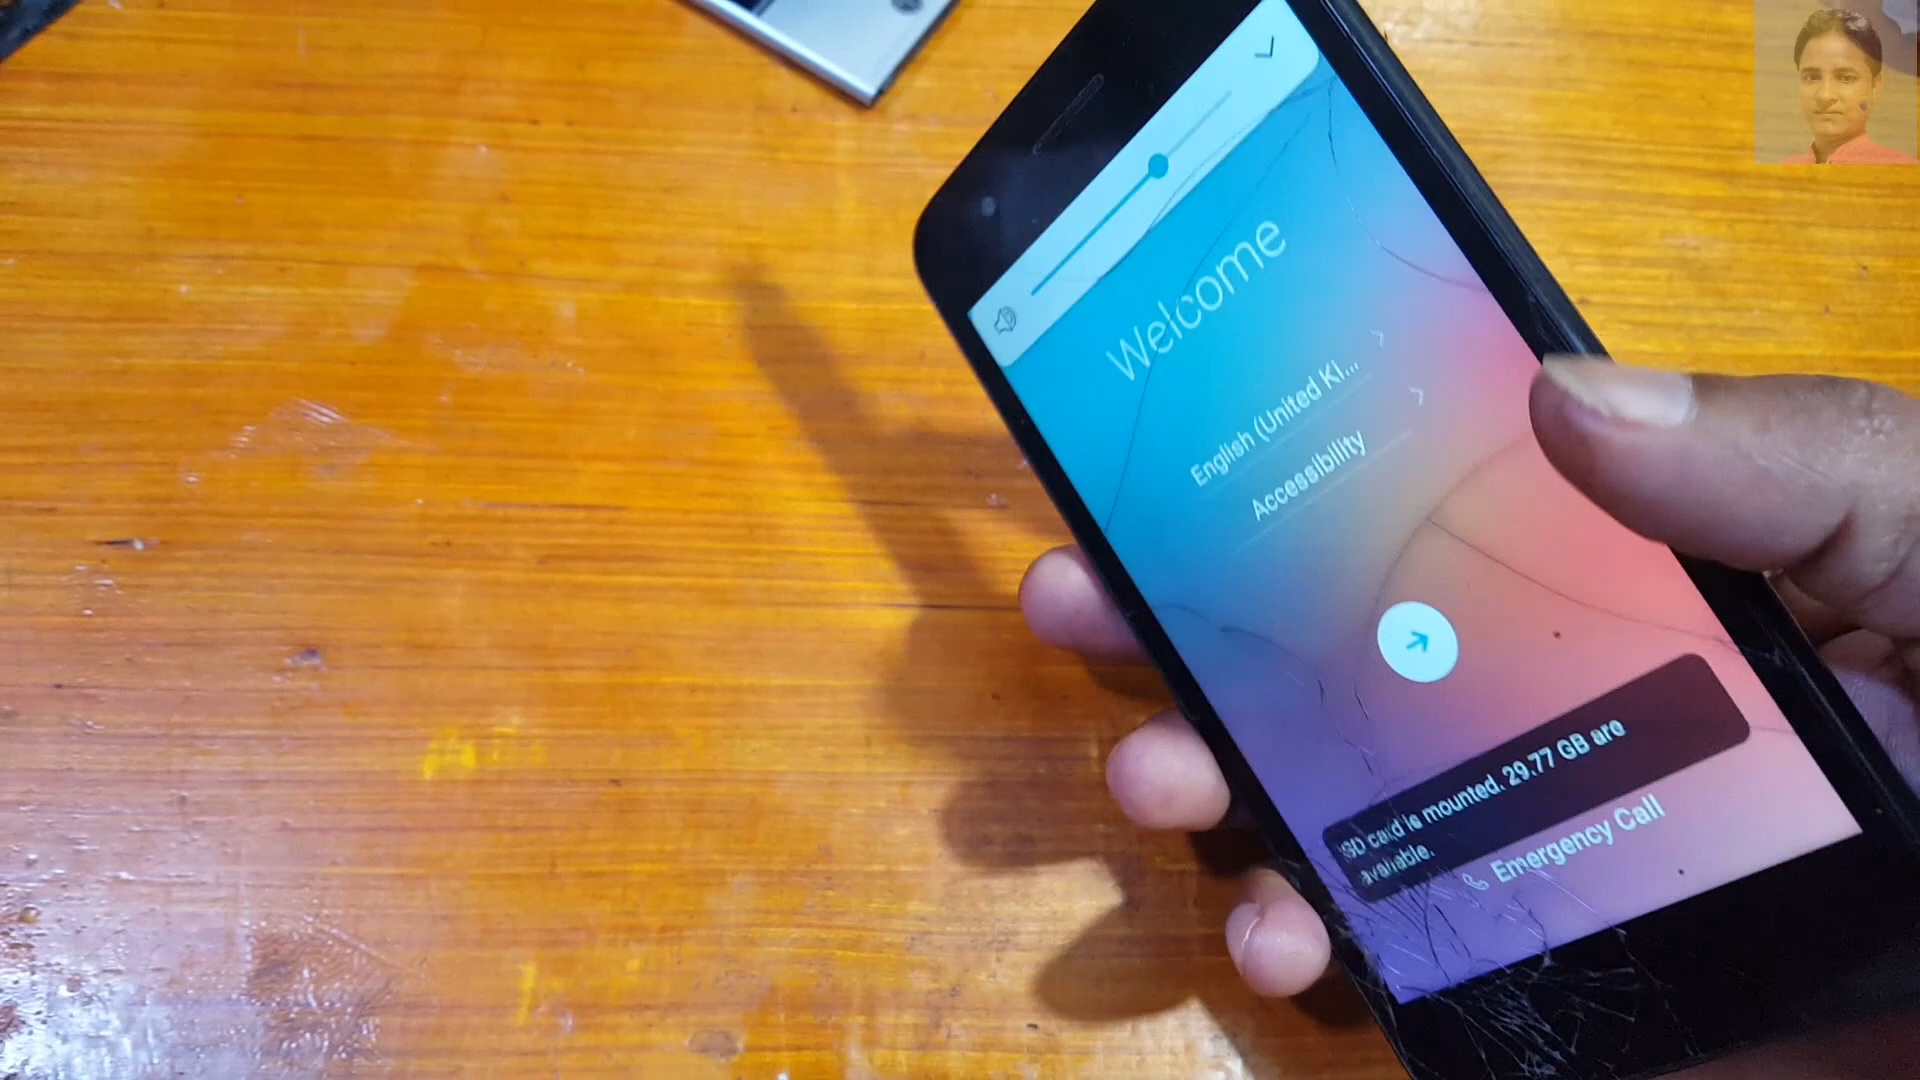 Welcome
English (United Ki...
Accessibility
SD card is mounted. 29.77 GB are
available.
Emergency Call